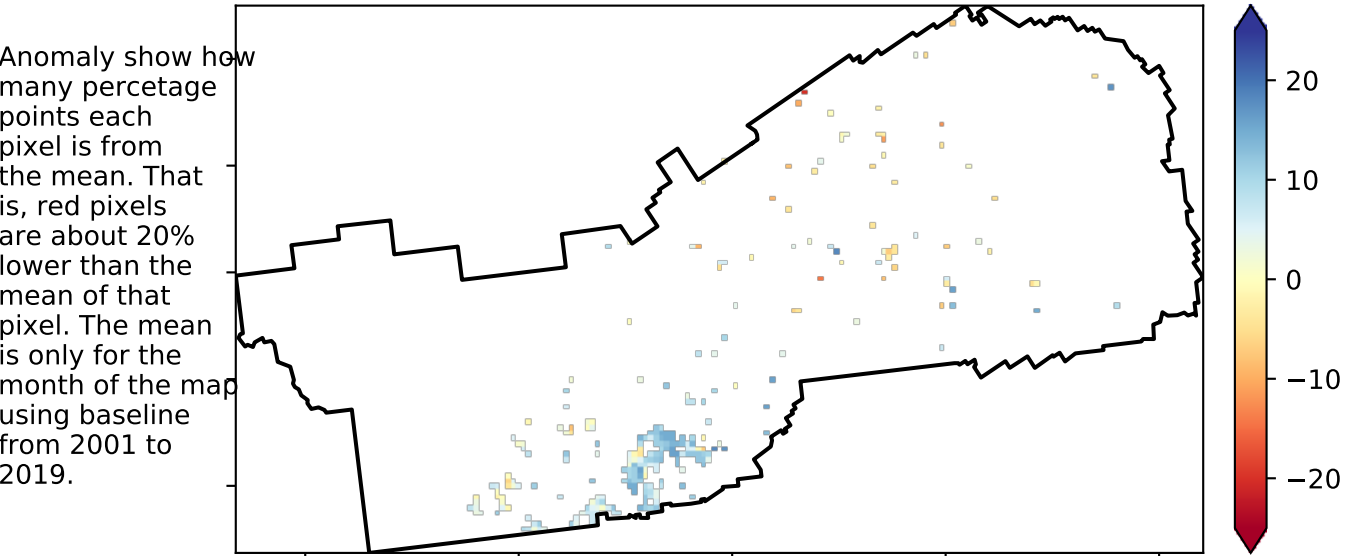 Anomaly show how
many percetage
points each
pixel is from
the mean. That
is, red pixels
are about 20%
lower than the
mean of that
pixel. The mean
is only for the
month of the map
using baseline
from 2001 to
2019.
20
10
0
−10
−20